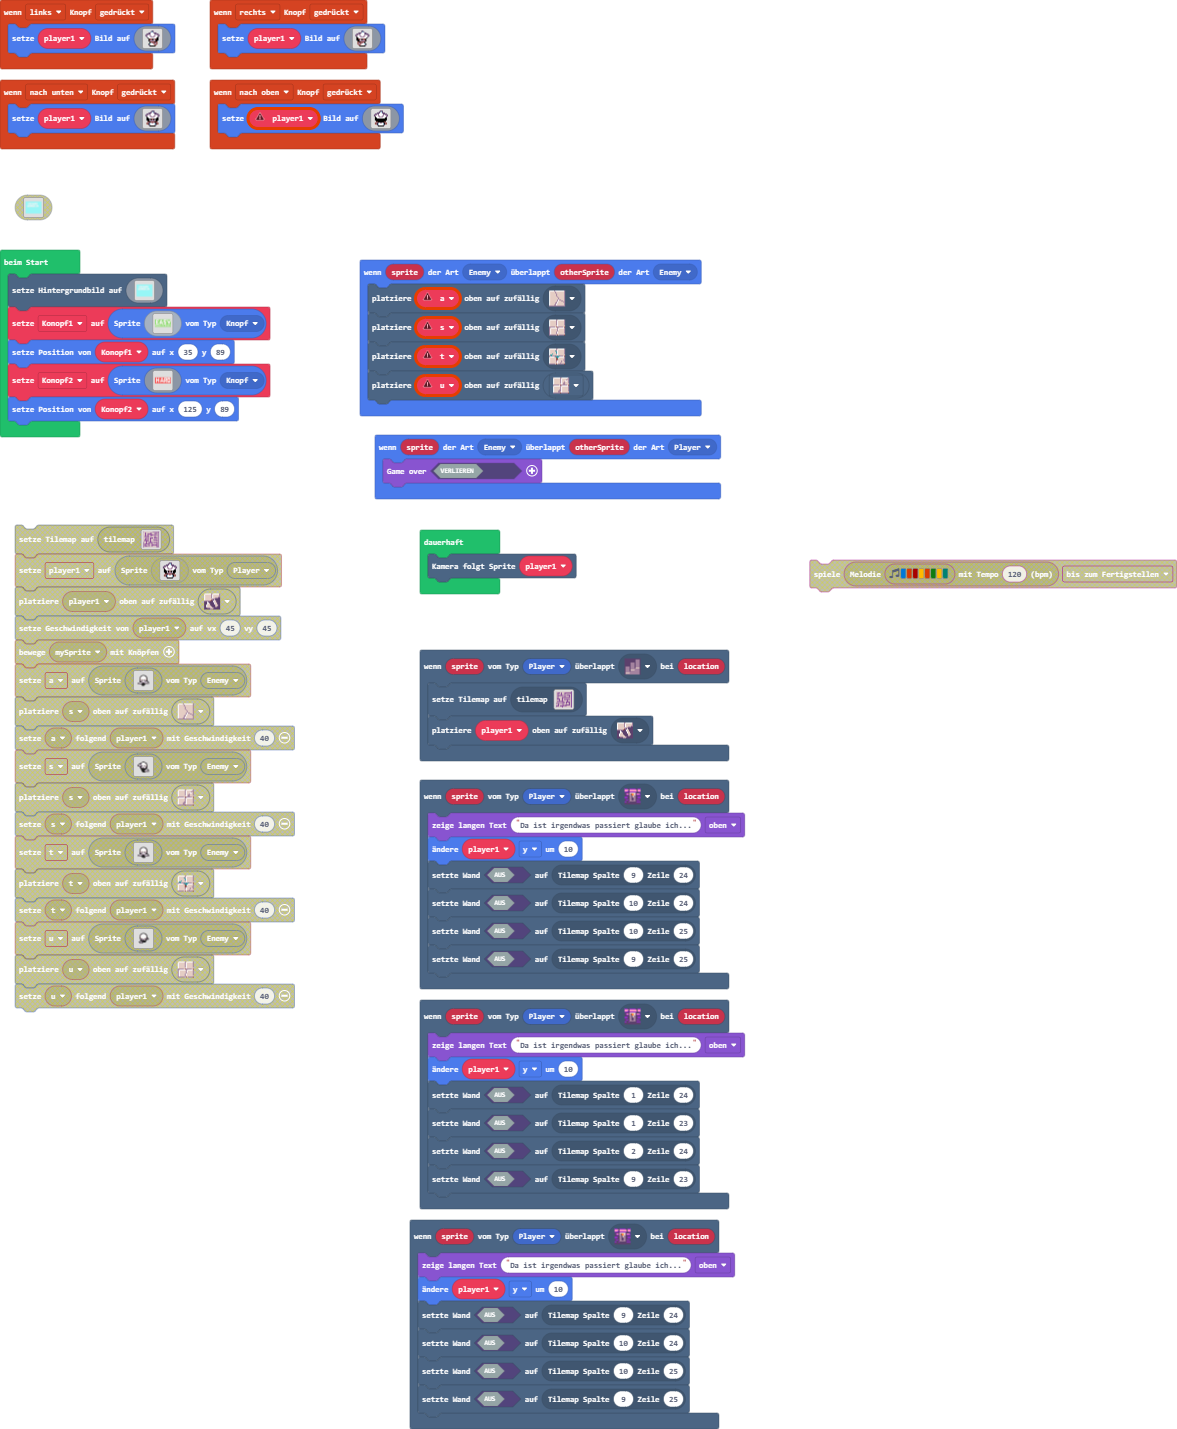 wenn links Knopf gedrückt
setze player1 Bild auf
wenn rechts Knopf gedrückt
setze player1 Bild auf
wenn nach unten Knopf gedrückt
setze player1 Bild auf
wenn nach oben Knopf gedrückt
setze player1 Bild auf
beim Start
setze Hintergrundbild auf
setze Konopf1 auf Sprite EASY vom Typ Knopf
setze Position von Konopf1 auf x 35 y 89
setze Konopf2 auf Sprite HARD vom Typ Knopf
setze Position von Konopf2 auf x 125 y 89
wenn sprite der Art Enemy überlappt otherSprite der Art Enemy
platziere a oben auf zufällig
platziere s oben auf zufällig
platziere t oben auf zufällig
platziere u oben auf zufällig
wenn sprite der Art Enemy überlappt otherSprite der Art Player
Game over VERLIEREN
setze Tilemap auf tilemap
setze player1 auf Sprite vom Typ Player
platziere player1 oben auf zufällig
setze Geschwindigkeit von player1 auf vx 45 vy 45
bewege mySprite mit Knöpfen
setze a auf Sprite vom Typ Enemy
platziere s oben auf zufällig
setze a folgend player1 mit Geschwindigkeit 40
setze s auf Sprite vom Typ Enemy
platziere s oben auf zufällig
setze s folgend player1 mit Geschwindigkeit 40
setze t auf Sprite vom Typ Enemy
platziere t oben auf zufällig
setze t folgend player1 mit Geschwindigkeit 40
setze u auf Sprite vom Typ Enemy
platziere u oben auf zufällig
setze u folgend player1 mit Geschwindigkeit 40
dauerhaft
Kamera folgt Sprite player1
spiele Melodie mit Tempo 120 (bpm) bis zum Fertigstellen
wenn sprite vom Typ Player überlappt bei location
setze Tilemap auf tilemap
platziere player1 oben auf zufällig
wenn sprite vom Typ Player überlappt bei location
zeige langen Text "Da ist irgendwas passiert glaube ich..." oben
ändere player1 y um 10
setzte Wand AUS auf Tilemap Spalte 9 Zeile 24
setzte Wand AUS auf Tilemap Spalte 10 Zeile 24
setzte Wand AUS auf Tilemap Spalte 10 Zeile 25
setzte Wand AUS auf Tilemap Spalte 9 Zeile 25
wenn sprite vom Typ Player überlappt bei location
zeige langen Text "Da ist irgendwas passiert glaube ich..." oben
ändere player1 y um 10
setzte Wand AUS auf Tilemap Spalte 1 Zeile 24
setzte Wand AUS auf Tilemap Spalte 1 Zeile 23
setzte Wand AUS auf Tilemap Spalte 2 Zeile 24
setzte Wand AUS auf Tilemap Spalte 9 Zeile 23
wenn sprite vom Typ Player überlappt bei location
zeige langen Text "Da ist irgendwas passiert glaube ich..." oben
ändere player1 y um 10
setzte Wand AUS auf Tilemap Spalte 9 Zeile 24
setzte Wand AUS auf Tilemap Spalte 10 Zeile 24
setzte Wand AUS auf Tilemap Spalte 10 Zeile 25
setzte Wand AUS auf Tilemap Spalte 9 Zeile 25